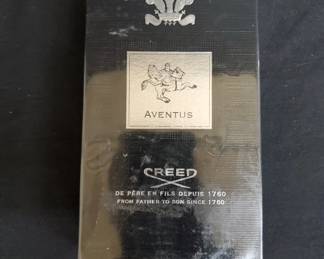 AVENTUS
CREED
DE PÈRE EN FILS DEPUIS 1760
FROM FATHER TO SON SINCE 1760